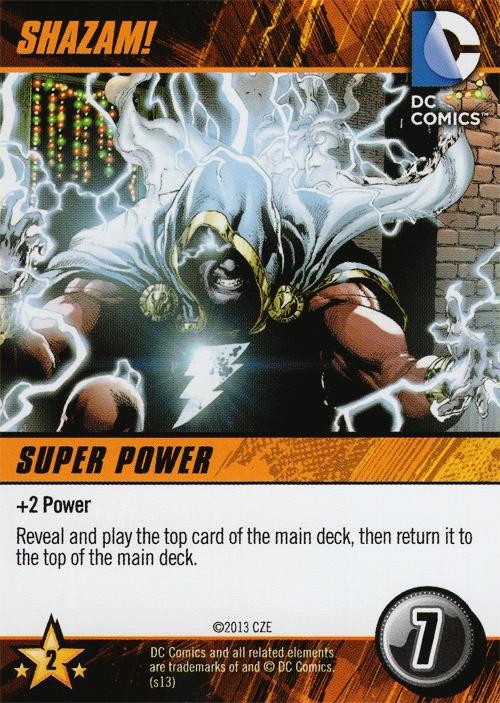 SHAZAM!
DC
COMICS™
SUPER POWER
+2 Power
Reveal and play the top card of the main deck, then return it to
the top of the main deck.
©2013 CZE
2
DC Comics and all related elements
are trademarks of and © DC Comics.
(s13)
7